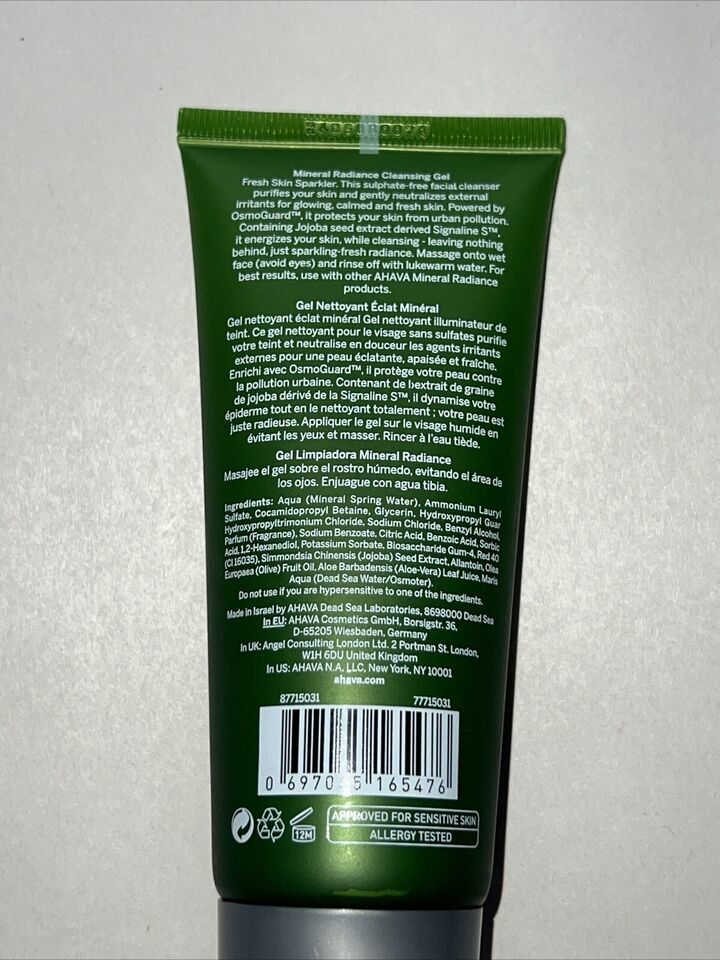 Mineral Radiance Cleansing Gel
Fresh Skin Sparkler. This sulphate-free facial cleanser
purifies your skin and gently neutralizes external
irritants for glowing, calmed and fresh skin. Powered by
OsmoGuard™, it protects your skin from urban pollution.
Containing Jojoba seed extract derived Signaline S™,
it energizes your skin, while cleansing - leaving nothing
behind, just sparkling-fresh radiance. Massage onto wet
face (avoid eyes) and rinse off with lukewarm water. For
best results, use with other AHAVA Mineral Radiance
products.
Gel Nettoyant Éclat Minéral
Gel nettoyant éclat minéral Gel nettoyant illuminateur de
teint. Ce gel nettoyant pour le visage sans sulfates purifie
votre teint et neutralise en douceur les agents irritants
externes pour une peau éclatante, apaisée et fraîche.
Enrichi avec OsmoGuard™, il protège votre peau contre
la pollution urbaine. Contenant de hextrait de graine
de jojoba dérivé de la Signaline S™, il dynamise votre
épiderme tout en le nettoyant totalement ; votre peau est
juste radieuse. Appliquer le gel sur le visage humide en
évitant les yeux et masser. Rincer à l'eau tiède.
Gel Limpiadora Mineral Radiance
Masajee el gel sobre el rostro húmedo, evitando el área de
los ojos. Enjuague con agua tibia.
Ingredients: Aqua (Mineral Spring Water), Ammonium Lauryl
Sulfate, Cocamidopropyl Betaine, Glycerin, Hydroxypropyl Guar
Hydroxypropyltrimonium Chloride, Sodium Chloride, Benzyl Alcohol,
Parfum (Fragrance), Sodium Benzoate, Citric Acid, Benzoic Acid, Sorbic
Acid, 1,2-Hexanediol, Potassium Sorbate, Biosaccharide Gum-4, Red 40
(CI 16035), Simmondsia Chinensis (Jojoba) Seed Extract, Allantoin, Olea
Europaea (Olive) Fruit Oil, Aloe Barbadensis (Aloe-Vera) Leaf Juice, Maris
Aqua (Dead Sea Water/Osmoter).
Do not use if you are hypersensitive to one of the ingredients.
Made in Israel by AHAVA Dead Sea Laboratories, 8698000 Dead Sea
In EU: AHAVA Cosmetics GmbH, Borsigstr. 36,
D-65205 Wiesbaden, Germany
In UK: Angel Consulting London Ltd. 2 Portman St. London,
W1H 6DU United Kingdom
In US: AHAVA N.A. LLC, New York, NY 10001
ahava.com
87715031 77715031
0 69704 5 165476
12M
APPROVED FOR SENSITIVE SKIN
ALLERGY TESTED